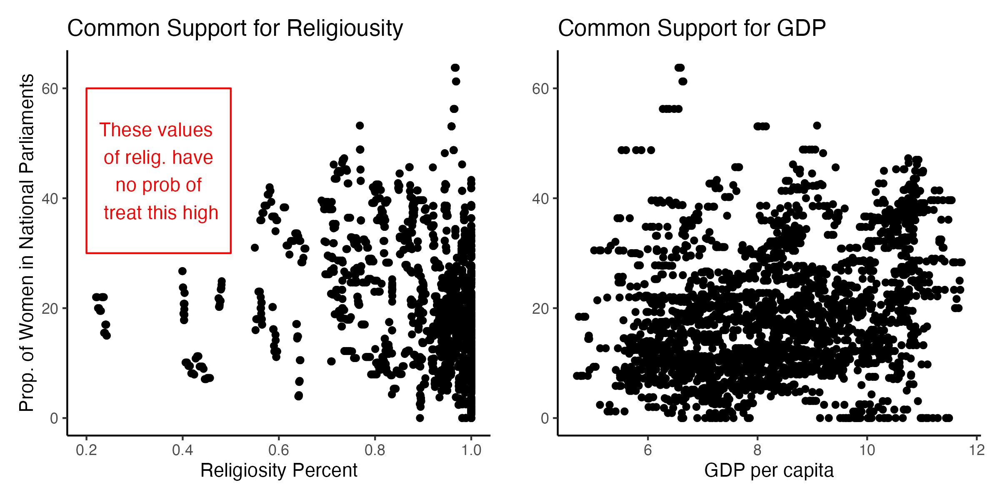 Common Support for Religiousity
Common Support for GDP
Prop. of Women in National Parliaments
60
40
20
0
These values
of relig. have
no prob of
treat this high
0.2
0.4
0.6
0.8
1.0
Religiosity Percent
60
40
20
0
6
8
10
12
GDP per capita